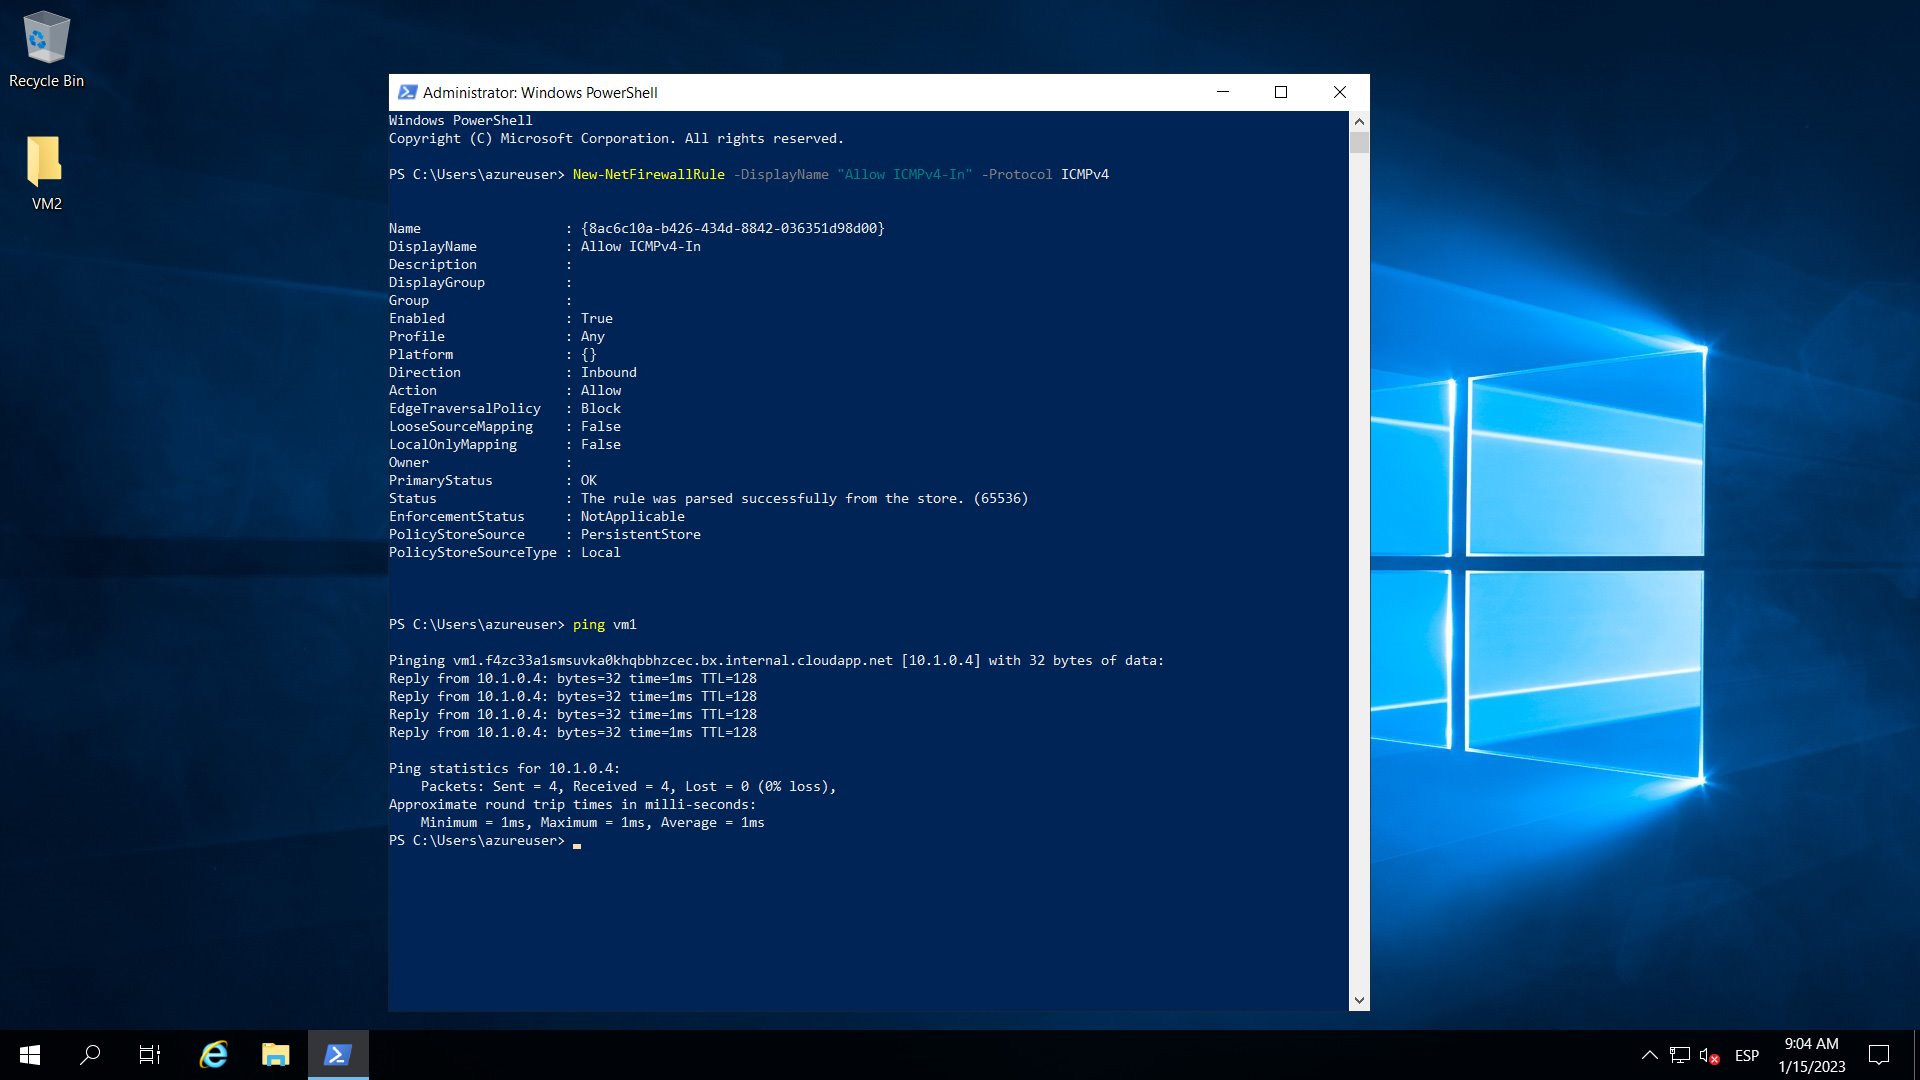 Recycle Bin
VM2
Administrator: Windows PowerShell
Windows PowerShell
Copyright (C) Microsoft Corporation. All rights reserved.
PS C:\Users\azureuser> New-NetFirewallRule -DisplayName "Allow ICMPv4-In" -Protocol ICMPv4
Name                  : {8ac6c10a-b426-434d-8842-036351d98d00}
DisplayName           : Allow ICMPv4-In
Description           :
DisplayGroup          :
Group                 :
Enabled               : True
Profile               : Any
Platform              : {}
Direction             : Inbound
Action                : Allow
EdgeTraversalPolicy   : Block
LooseSourceMapping    : False
LocalOnlyMapping      : False
Owner                 :
PrimaryStatus         : OK
Status                : The rule was parsed successfully from the store. (65536)
EnforcementStatus     : NotApplicable
PolicyStoreSource     : PersistentStore
PolicyStoreSourceType : Local
PS C:\Users\azureuser> ping vm1
Pinging vm1.f4zc33a1smsuvka0khqbbhzcec.bx.internal.cloudapp.net [10.1.0.4] with 32 bytes of data:
Reply from 10.1.0.4: bytes=32 time=1ms TTL=128
Reply from 10.1.0.4: bytes=32 time=1ms TTL=128
Reply from 10.1.0.4: bytes=32 time=1ms TTL=128
Reply from 10.1.0.4: bytes=32 time=1ms TTL=128
Ping statistics for 10.1.0.4:
    Packets: Sent = 4, Received = 4, Lost = 0 (0% loss),
Approximate round trip times in milli-seconds:
    Minimum = 1ms, Maximum = 1ms, Average = 1ms
PS C:\Users\azureuser>
ESP
9:04 AM
1/15/2023